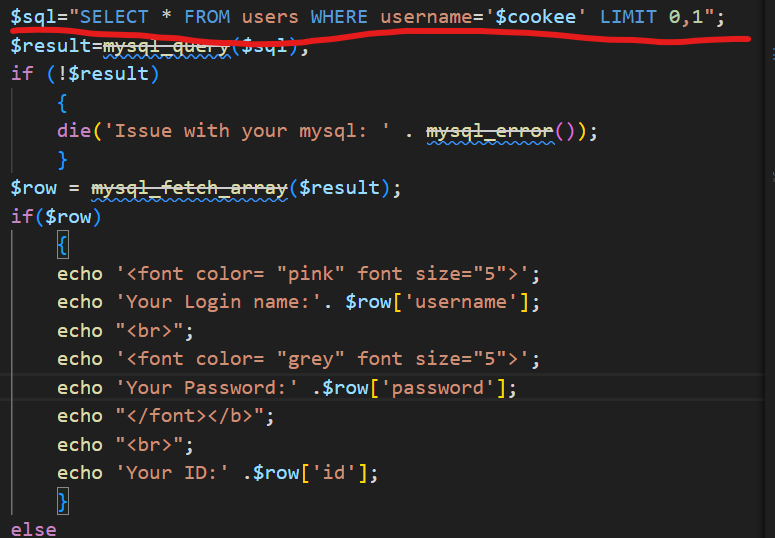 $sql="SELECT * FROM users WHERE username='$cookee' LIMIT 0,1";
$result=mysql_query($sql);
if (!$result)
{
die('Issue with your mysql: ' . mysql_error());
}
$row = mysql_fetch_array($result);
if($row)
{
echo '<font color= "pink" font size="5">';
echo 'Your Login name:'. $row['username'];
echo "<br>";
echo '<font color= "grey" font size="5">';
echo 'Your Password:' .$row['password'];
echo "</font></b>";
echo "<br>";
echo 'Your ID:' .$row['id'];
}
else